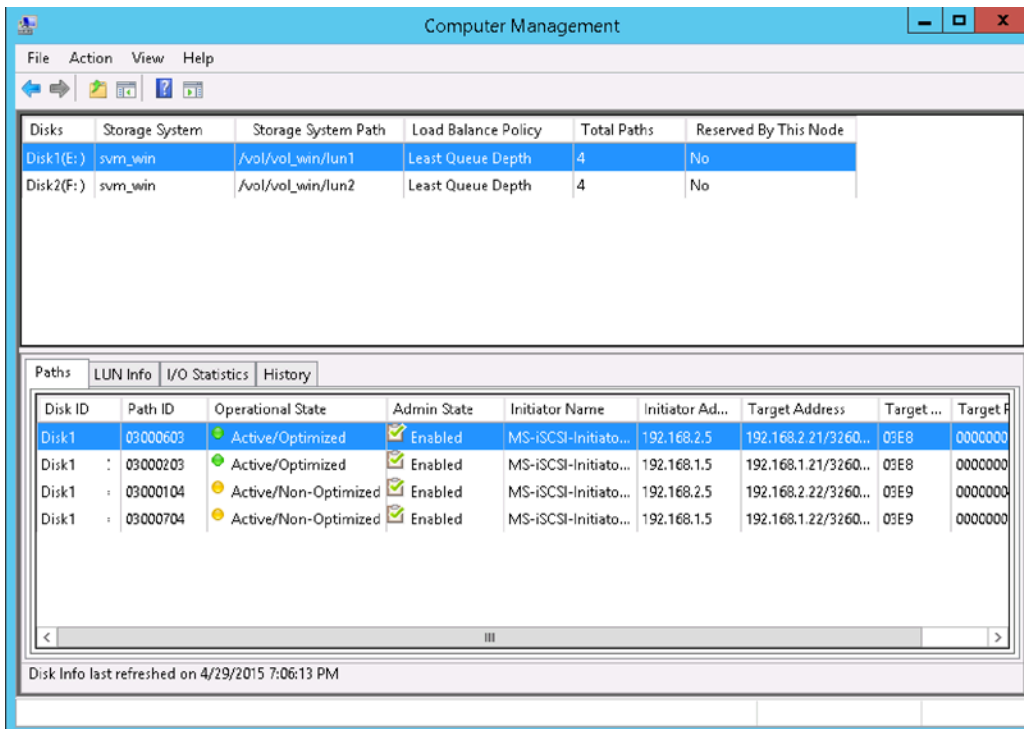 Computer Management
File Action View Help
Disks Storage System Storage System Path Load Balance Policy Total Paths Reserved By This Node
Disk1(E:) svm_win /vol/vol_win/lun1 Least Queue Depth 4 No
Disk2(F:) svm_win /vol/vol_win/lun2 Least Queue Depth 4 No
Paths LUN Info I/O Statistics History
Disk ID Path ID Operational State Admin State Initiator Name Initiator Ad... Target Address Target ... Target P
Disk1 03000603 Active/Optimized Enabled MS-iSCSI-Initiato... 192.168.2.5 192.168.2.21/3260... 03E8 0000000
Disk1 03000203 Active/Optimized Enabled MS-iSCSI-Initiato... 192.168.1.5 192.168.1.21/3260... 03E8 0000000
Disk1 03000104 Active/Non-Optimized Enabled MS-iSCSI-Initiato... 192.168.2.5 192.168.2.22/3260... 03E9 0000000
Disk1 03000704 Active/Non-Optimized Enabled MS-iSCSI-Initiato... 192.168.1.5 192.168.1.22/3260... 03E9 0000000
Disk Info last refreshed on 4/29/2015 7:06:13 PM